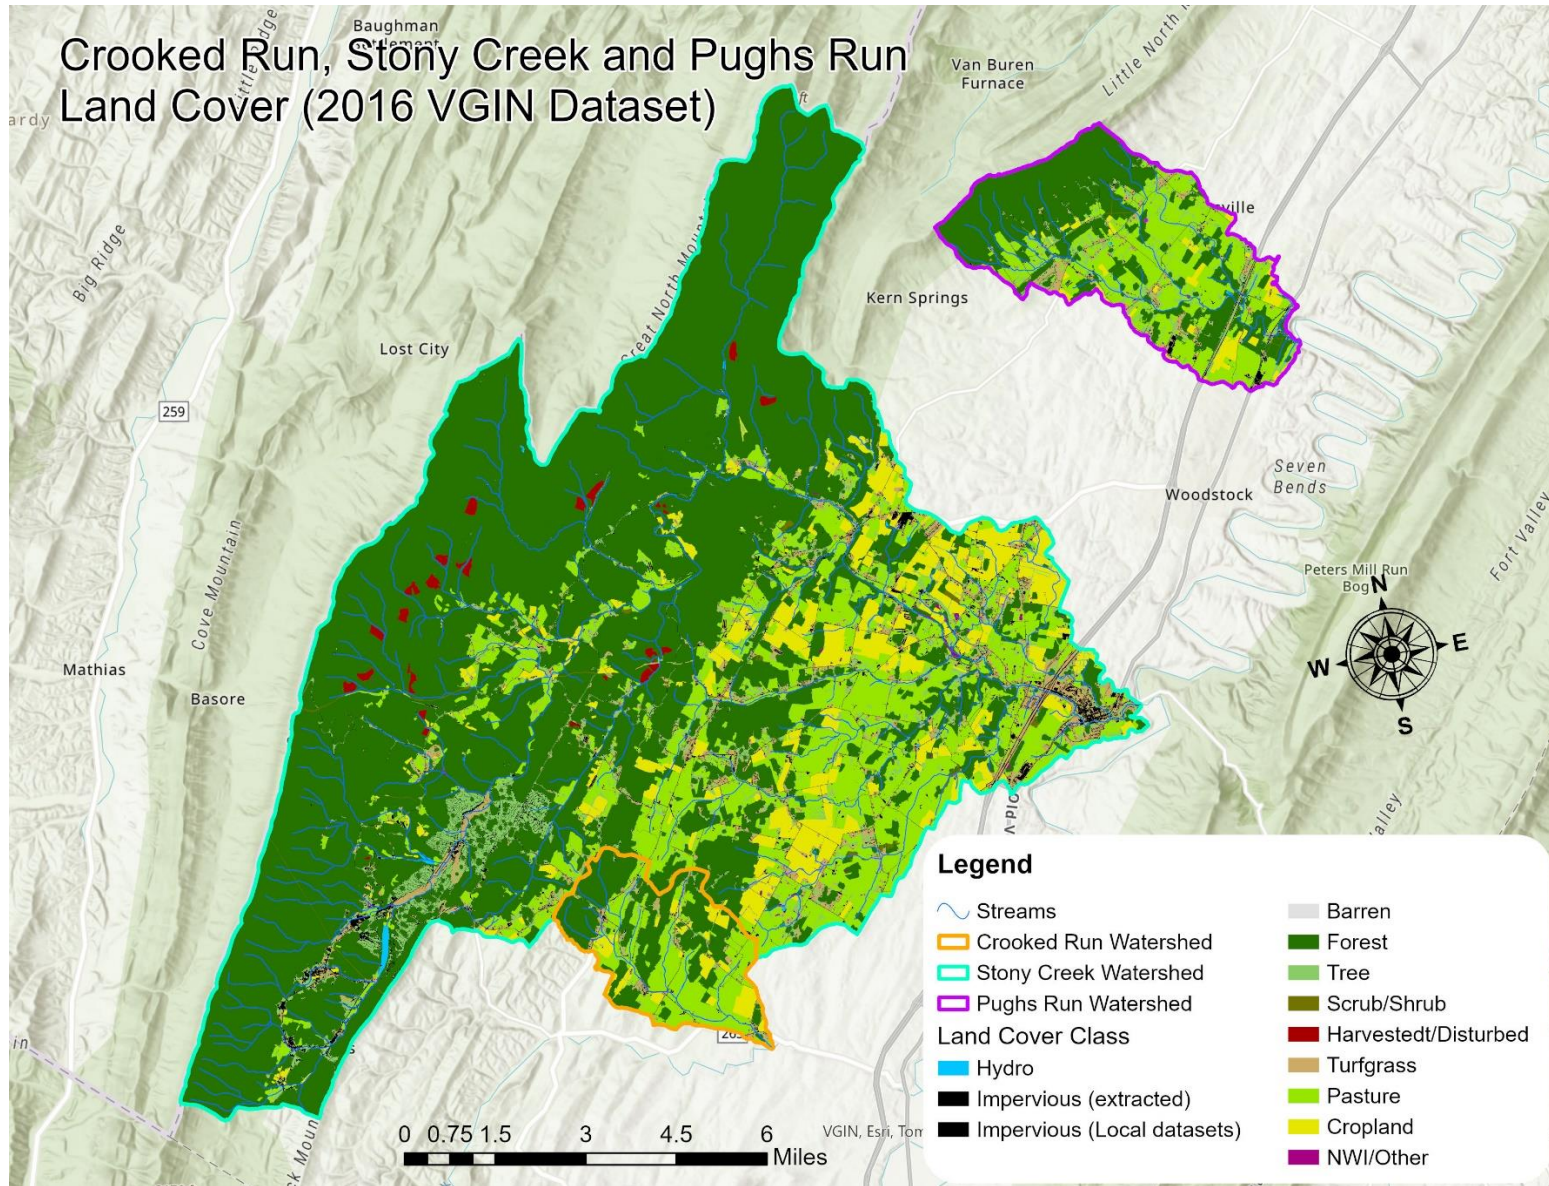 Crooked Run, Stony Creek and Pughs Run
Land Cover (2016 VGIN Dataset)
Baughman
Little Ridge
Van Buren
Furnace
ardy
Big Ridge
Great North Mount
Kern Springs
Lost City
259
Cove Mountain
Seven
Bends
Woodstock
Fort Valley
Peters Mill Run
Bog
N
W
E
S
Mathias
Basore
Old V
alley
0 0.75 1.5 3 4.5 6
Miles
VGIN, Esri, Tom
Legend
Streams
Crooked Run Watershed
Stony Creek Watershed
Pughs Run Watershed
Land Cover Class
Hydro
Impervious (extracted)
Impervious (Local datasets)
Barren
Forest
Tree
Scrub/Shrub
Harvestedt/Disturbed
Turfgrass
Pasture
Cropland
NWI/Other